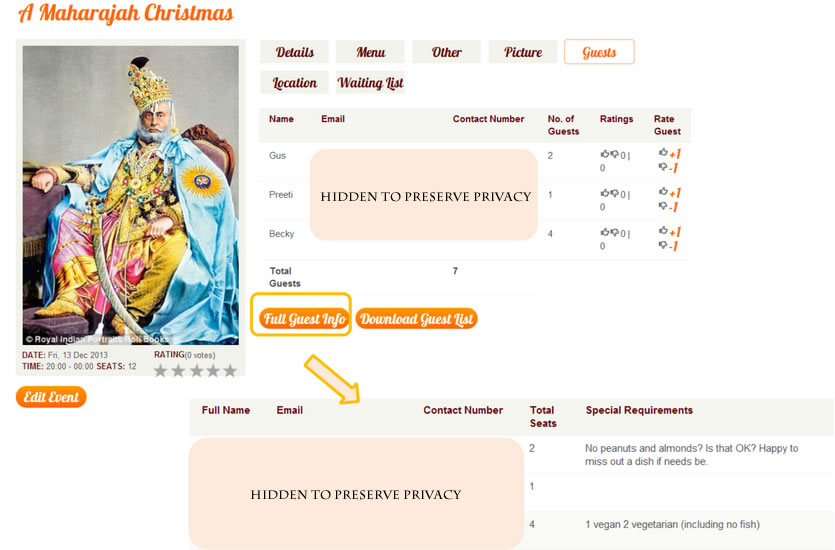 A Maharajah Christmas
Details Menu Other Picture Guests
Location Waiting List
Name Email Contact Number No. of Guests Ratings Rate Guest
Gus 2 0 | 0 +1 -1
HIDDEN TO PRESERVE PRIVACY
Preeti 1 0 | 0 +1 -1
Becky 4 0 | 0 +1 -1
Total Guests 7
Full Guest Info Download Guest List
© Royal Indian Portraits Roli Books
DATE: Fri, 13 Dec 2013 RATING(0 votes)
TIME: 20:00 - 00:00 SEATS: 12
Edit Event
Full Name Email Contact Number Total Seats Special Requirements
HIDDEN TO PRESERVE PRIVACY
2 No peanuts and almonds? Is that OK? Happy to
miss out a dish if needs be.
1
4 1 vegan 2 vegetarian (including no fish)